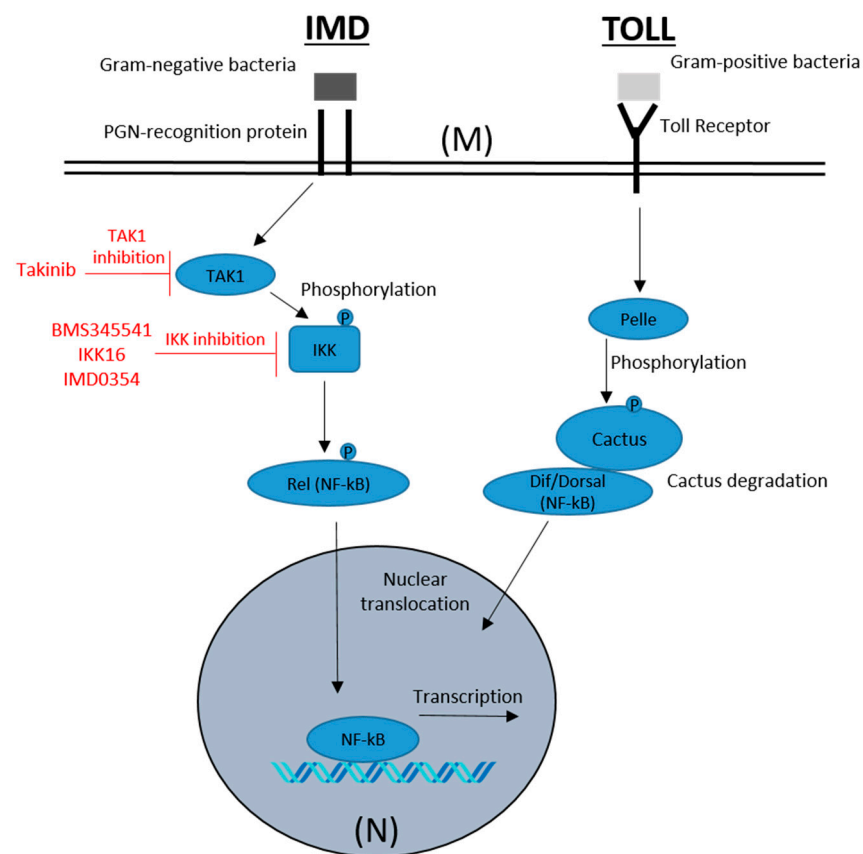 IMD
TOLL
Gram-negative bacteria
Gram-positive bacteria
PGN-recognition protein
(M)
Toll Receptor
TAK1
inhibition
Takinib
TAK1
Phosphorylation
P
BMS345541
IKK16
IMD0354
IKK inhibition
IKK
Pelle
Phosphorylation
P
Cactus
P
Rel (NF-kB)
Dif/Dorsal
(NF-kB)
Cactus degradation
Nuclear
translocation
Transcription
NF-kB
(N)